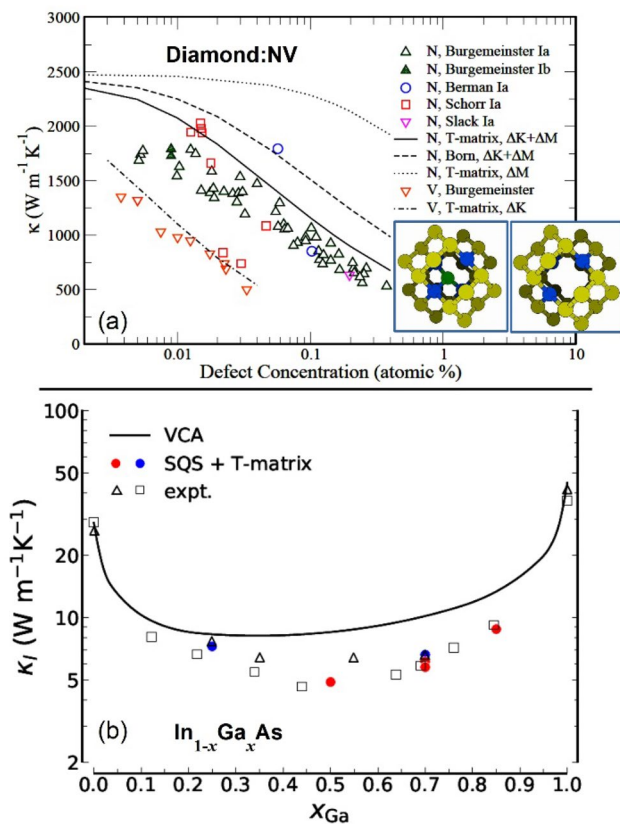 3000
Diamond:NV
2500
2000
1500
1000
500
0
κ (W m⁻¹ K⁻¹)
N, Burgemeinster Ia
N, Burgemeinster Ib
N, Berman Ia
N, Schorr Ia
N, Slack Ia
N, T-matrix, ΔK+ΔM
N, Born, ΔK+ΔM
N, T-matrix, ΔM
V, Burgemeinster
V, T-matrix, ΔK
(a)
0.01
0.1
1
10
Defect Concentration (atomic %)
100
50
20
10
5
2
κₗ (W m⁻¹K⁻¹)
VCA
SQS + T-matrix
expt.
(b)
In₁₋ₓGaₓAs
0.0
0.1
0.2
0.3
0.4
0.5
0.6
0.7
0.8
0.9
1.0
x_Ga